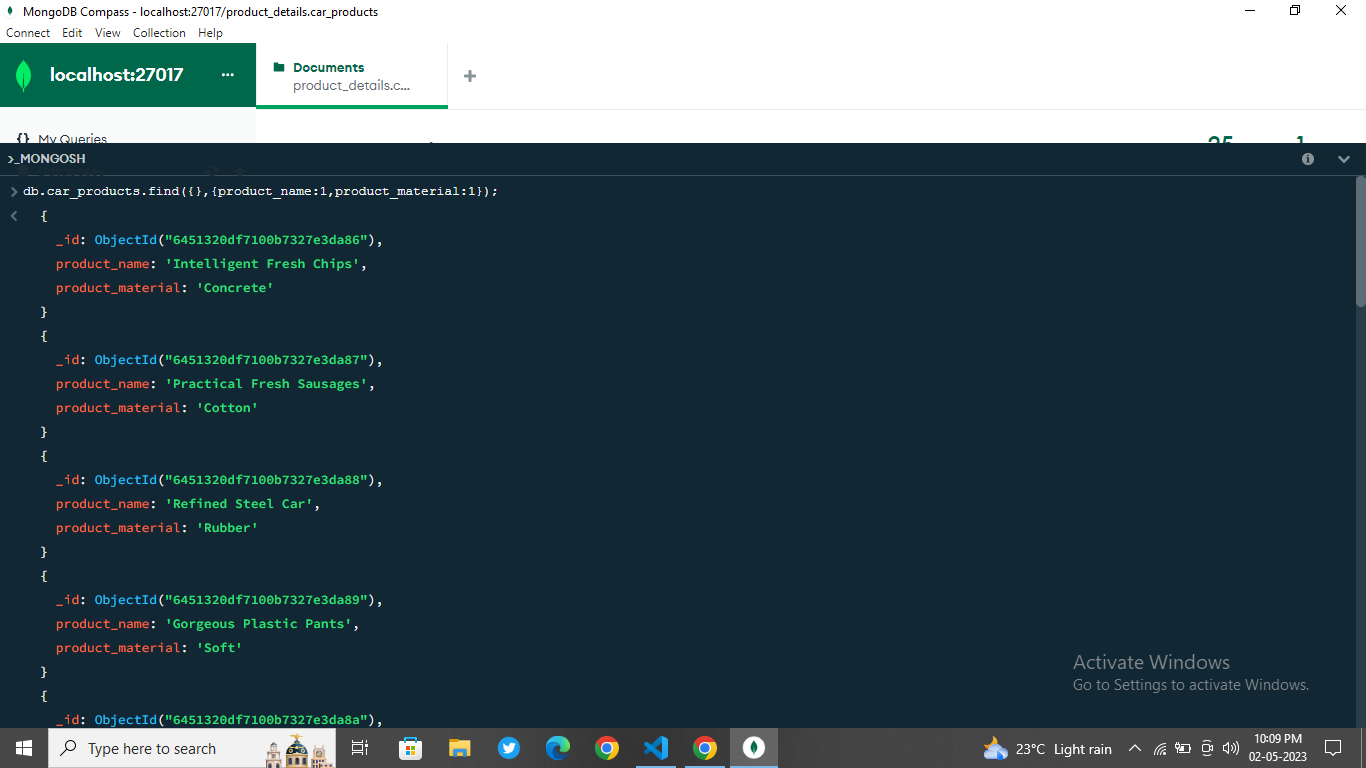 MongoDB Compass - localhost:27017/product_details.car_products
Connect Edit View Collection Help
localhost:27017 ...
Documents
product_details.c...
{} My Queries
25 1
>_MONGOSH
db.car_products.find({},{product_name:1,product_material:1});
{
_id: ObjectId("6451320df7100b7327e3da86"),
product_name: 'Intelligent Fresh Chips',
product_material: 'Concrete'
}
{
_id: ObjectId("6451320df7100b7327e3da87"),
product_name: 'Practical Fresh Sausages',
product_material: 'Cotton'
}
{
_id: ObjectId("6451320df7100b7327e3da88"),
product_name: 'Refined Steel Car',
product_material: 'Rubber'
}
{
_id: ObjectId("6451320df7100b7327e3da89"),
product_name: 'Gorgeous Plastic Pants',
product_material: 'Soft'
}
{
_id: ObjectId("6451320df7100b7327e3da8a"),
Activate Windows
Go to Settings to activate Windows.
Type here to search
23°C Light rain
10:09 PM
02-05-2023